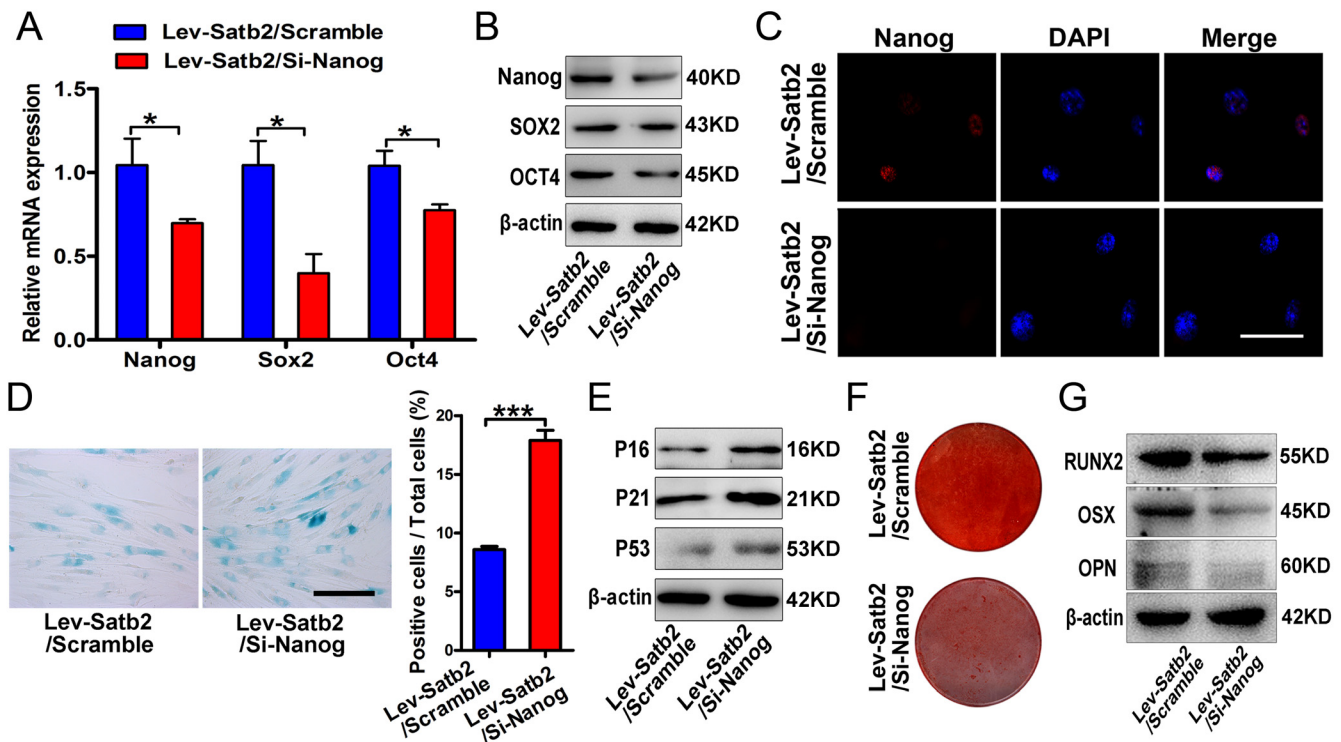 A
Lev-Satb2/Scramble
Lev-Satb2/Si-Nanog
Relative mRNA expression
1.5
1.0
0.5
0.0
*
*
*
Nanog
Sox2
Oct4
B
Nanog
40KD
SOX2
43KD
OCT4
45KD
β-actin
42KD
Lev-Satb2
/Scramble
Lev-Satb2
/Si-Nanog
C
Nanog
DAPI
Merge
Lev-Satb2
/Scramble
Lev-Satb2
/Si-Nanog
D
Lev-Satb2
/Scramble
Lev-Satb2
/Si-Nanog
Positive cells / Total cells (%)
20
16
12
8
4
0
***
Lev-Satb2
/Scramble
Lev-Satb2
/Si-Nanog
E
P16
16KD
P21
21KD
P53
53KD
β-actin
42KD
Lev-Satb2
/Scramble
Lev-Satb2
/Si-Nanog
F
Lev-Satb2
/Scramble
Lev-Satb2
/Si-Nanog
G
RUNX2
55KD
OSX
45KD
OPN
60KD
β-actin
42KD
Lev-Satb2
/Scramble
Lev-Satb2
/Si-Nanog